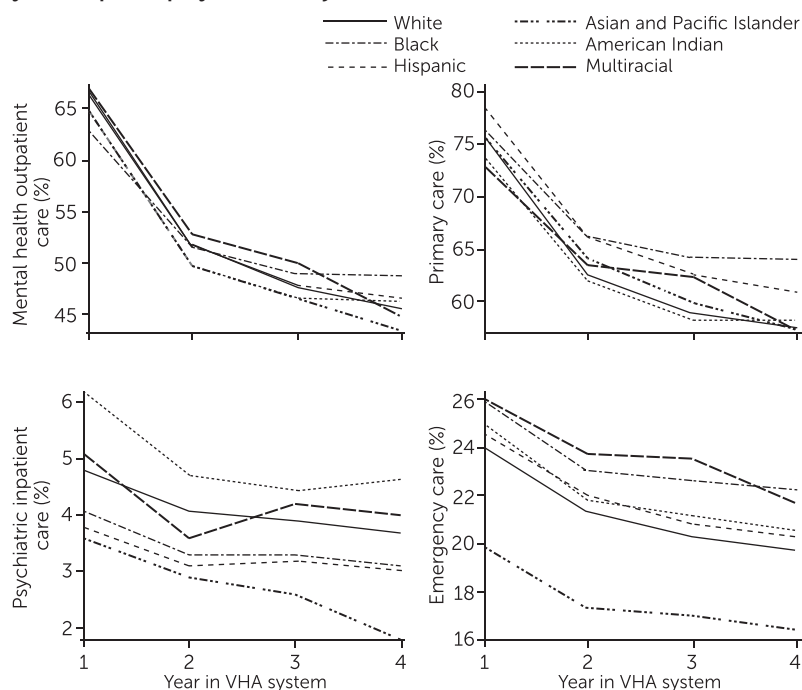 White
Black
Hispanic
Asian and Pacific Islander
American Indian
Multiracial
Mental health outpatient
care (%)
65
60
55
50
45
Primary care (%)
80
75
70
65
60
Psychiatric inpatient
care (%)
6
5
4
3
2
1 2 3 4
Year in VHA system
Emergency care (%)
26
24
22
20
18
16
1 2 3 4
Year in VHA system